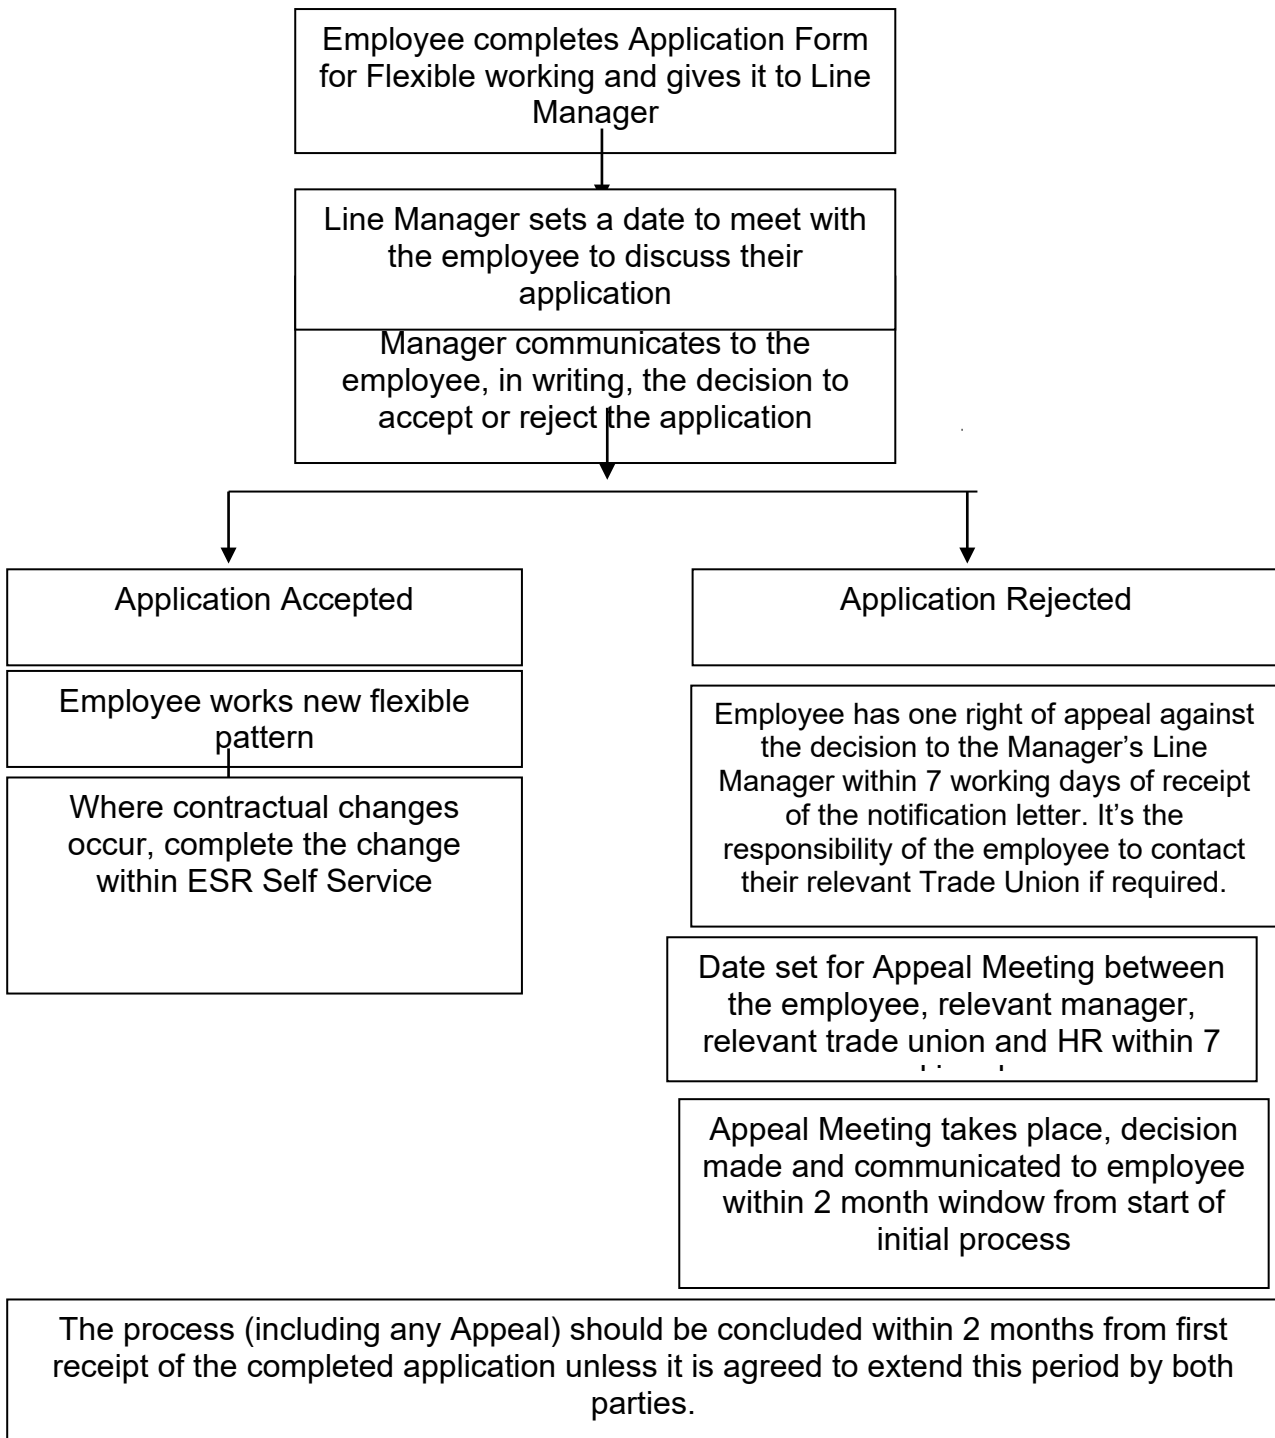 Employee completes Application Form
for Flexible working and gives it to Line
Manager
Line Manager sets a date to meet with
the employee to discuss their
application
Manager communicates to the
employee, in writing, the decision to
accept or reject the application
Application Accepted
Application Rejected
Employee works new flexible
pattern
Where contractual changes
occur, complete the change
within ESR Self Service
Employee has one right of appeal against
the decision to the Manager’s Line
Manager within 7 working days of receipt
of the notification letter. It’s the
responsibility of the employee to contact
their relevant Trade Union if required.
Date set for Appeal Meeting between
the employee, relevant manager,
relevant trade union and HR within 7
Appeal Meeting takes place, decision
made and communicated to employee
within 2 month window from start of
initial process
The process (including any Appeal) should be concluded within 2 months from first
receipt of the completed application unless it is agreed to extend this period by both
parties.